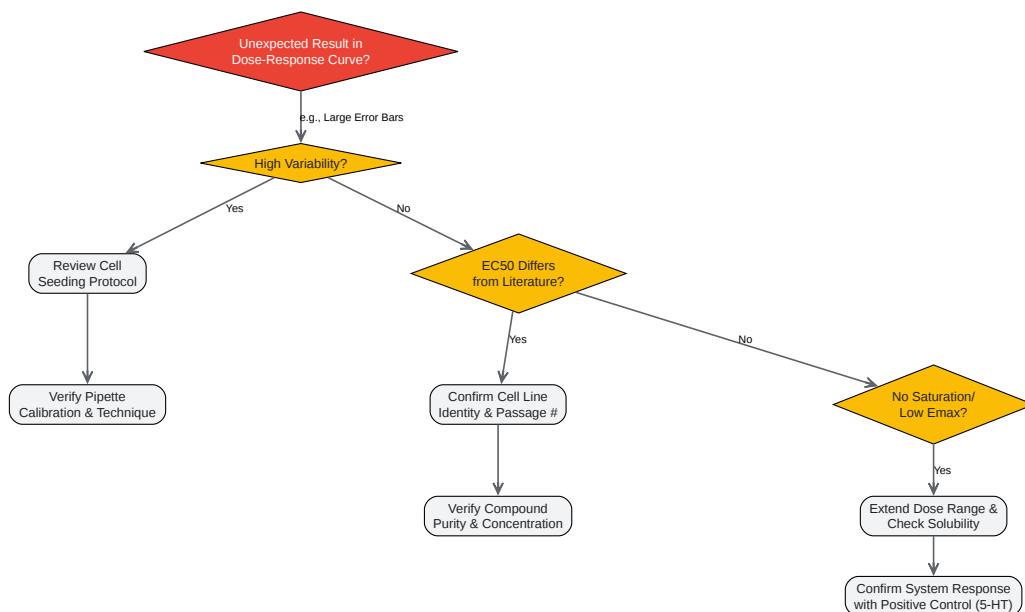 Unexpected Result in
Dose-Response Curve?
e.g., Large Error Bars
High Variability?
Yes
No
Review Cell
Seeding Protocol
EC50 Differs
from Literature?
Yes
No
Verify Pipette
Calibration & Technique
Confirm Cell Line
Identity & Passage #
No Saturation/
Low Emax?
Yes
Verify Compound
Purity & Concentration
Extend Dose Range &
Check Solubility
Confirm System Response
with Positive Control (5-HT)